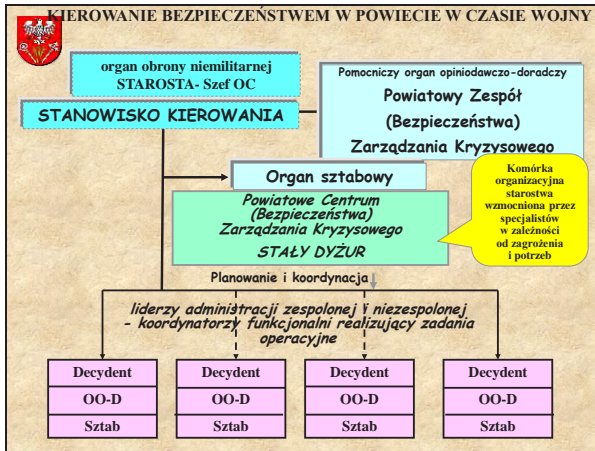 KIEROWANIE BEZPIECZEŃSTWEM W POWIECIE W CZASIE WOJNY
organ obrony niemilitarnej
STAROSTA- Szef OC
STANOWISKO KIEROWANIA
Pomocniczy organ opiniodawczo-doradczy
Powiatowy Zespół
(Bezpieczeństwa)
Zarządzania Kryzysowego
Organ sztabowy
Powiatowe Centrum
(Bezpieczeństwa)
Zarządzania Kryzysowego
STAŁY DYŻUR
Komórka
organizacyjna
starostwa
wzmocniona przez
specjalistów
w zależności
od zagrożenia
i potrzeb
Planowanie i koordynacja
liderzy administracji zespolonej i niezespolonej
- koordynatorzy funkcjonalni realizujący zadania
operacyjne
Decydent
OO-D
Sztab
Decydent
OO-D
Sztab
Decydent
OO-D
Sztab
Decydent
OO-D
Sztab